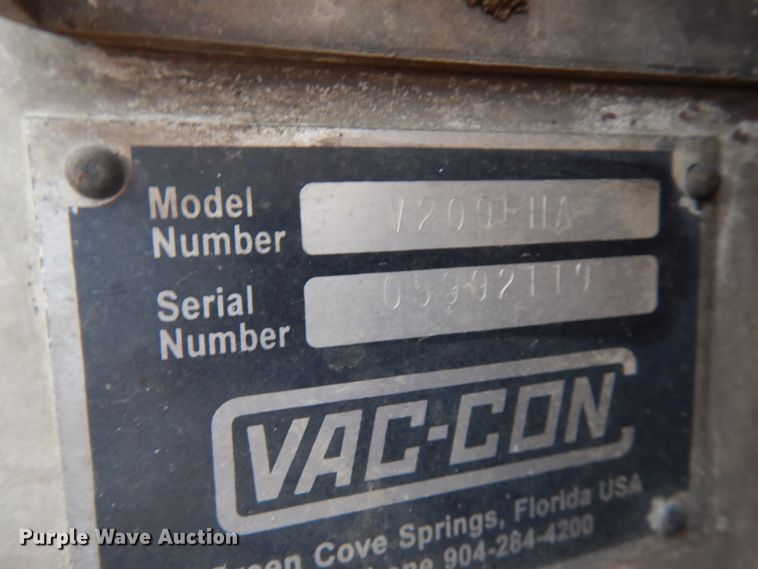 Model
Number
Serial
Number
VAC-CON
Cove Springs, Florida USA
904-284-4200
Purple Wave Auction